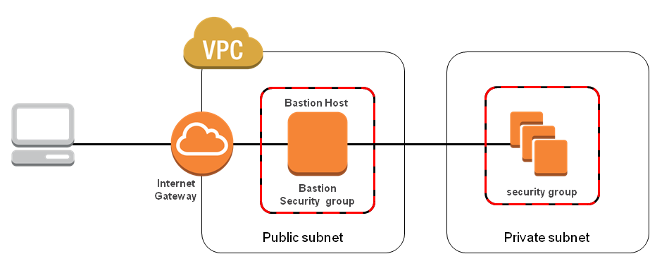 VPC
Bastion Host
Internet
Gateway
Bastion
Security group
Public subnet
security group
Private subnet